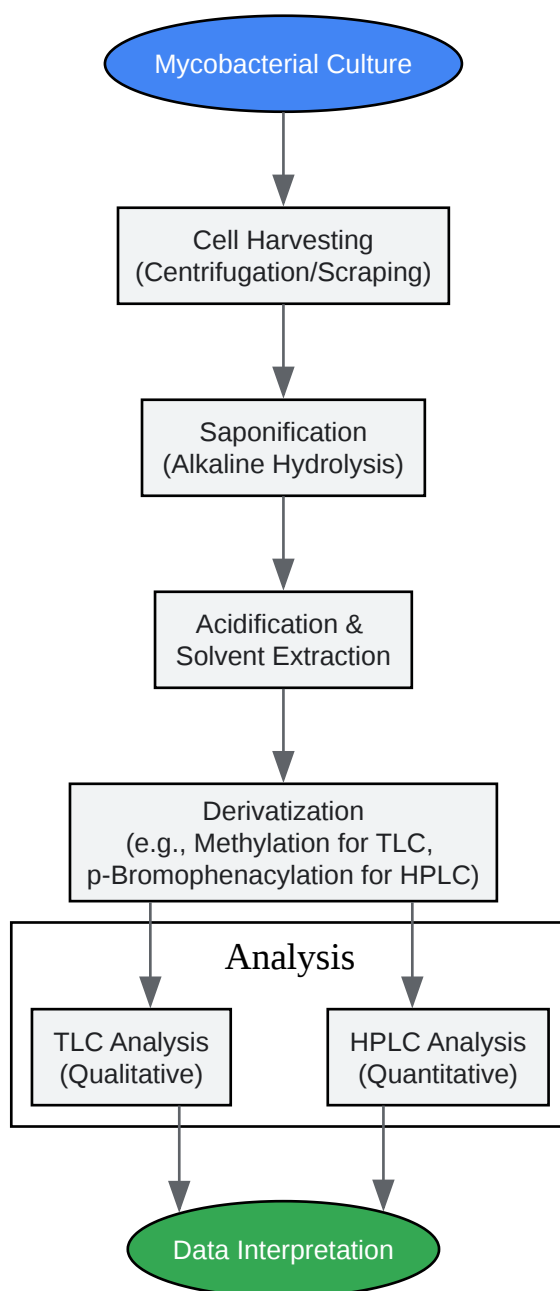 Mycobacterial Culture
Cell Harvesting
(Centrifugation/Scraping)
Saponification
(Alkaline Hydrolysis)
Acidification &
Solvent Extraction
Derivatization
(e.g., Methylation for TLC,
p-Bromophenacylation for HPLC)
Analysis
TLC Analysis
(Qualitative)
HPLC Analysis
(Quantitative)
Data Interpretation